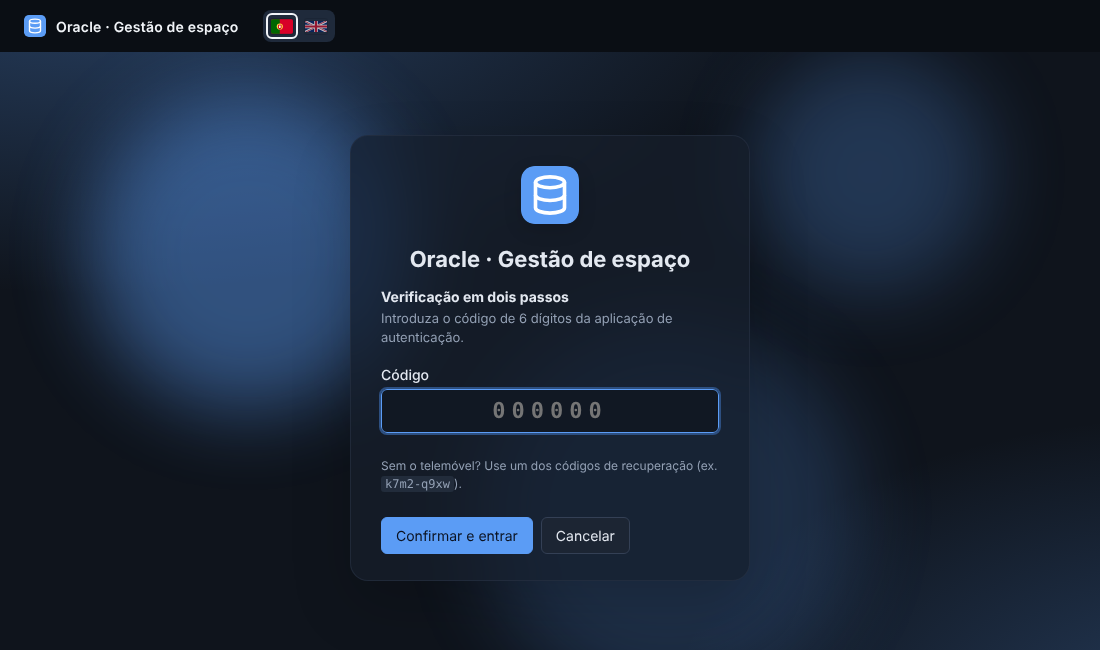 Oracle · Gestão de espaço
Oracle · Gestão de espaço
Verificação em dois passos
Introduza o código de 6 dígitos da aplicação de
autenticação.
Código
000000
Sem o telemóvel? Use um dos códigos de recuperação (ex.
k7m2-q9xw).
Confirmar e entrar
Cancelar